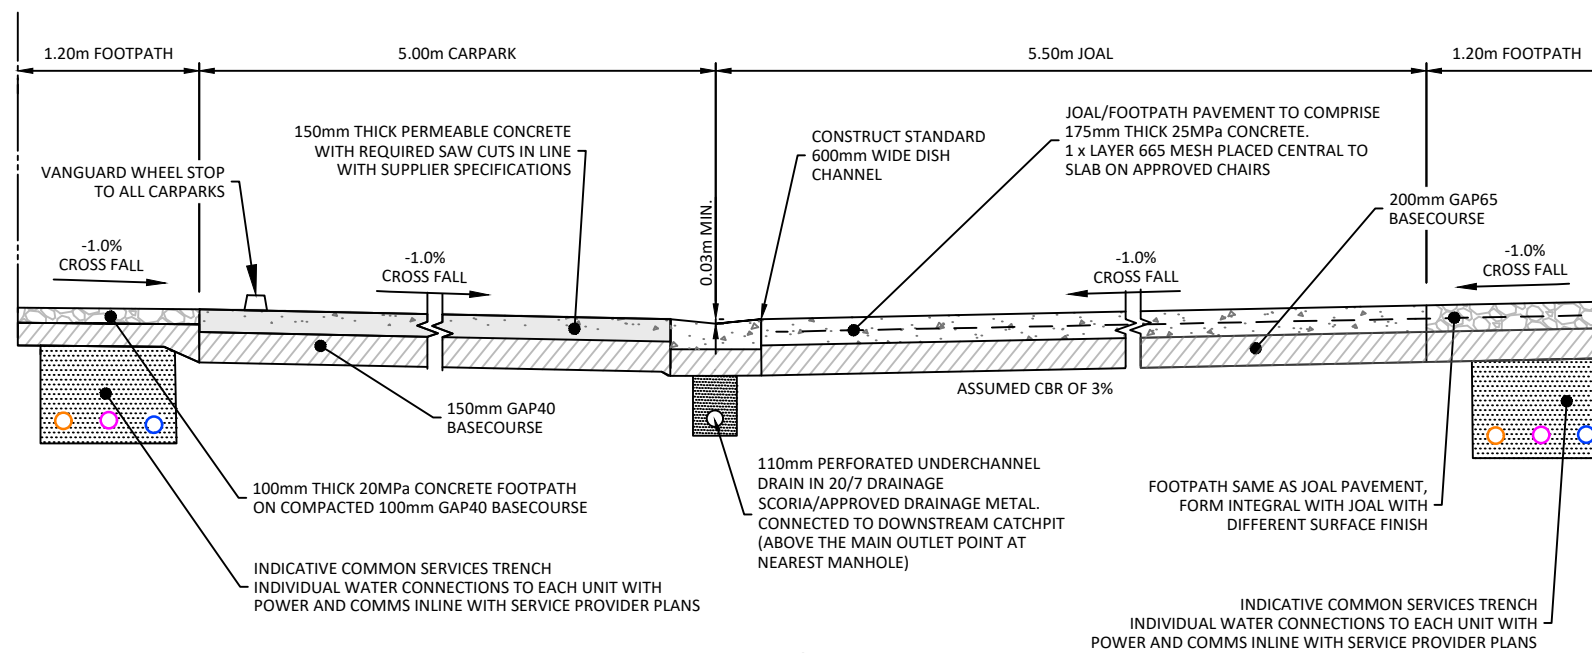 1.20m FOOTPATH
5.00m CARPARK
5.50m JOAL
1.20m FOOTPATH
150mm THICK PERMEABLE CONCRETE
WITH REQUIRED SAW CUTS IN LINE
WITH SUPPLIER SPECIFICATIONS
CONSTRUCT STANDARD
600mm WIDE DISH
CHANNEL
JOAL/FOOTPATH PAVEMENT TO COMPRISE
175mm THICK 25MPa CONCRETE.
1 x LAYER 665 MESH PLACED CENTRAL TO
SLAB ON APPROVED CHAIRS
VANGUARD WHEEL STOP
TO ALL CARPARKS
200mm GAP65
BASECOURSE
0.03m MIN.
-1.0%
CROSS FALL
-1.0%
CROSS FALL
-1.0%
CROSS FALL
-1.0%
CROSS FALL
ASSUMED CBR OF 3%
150mm GAP40
BASECOURSE
100mm THICK 20MPa CONCRETE FOOTPATH
ON COMPACTED 100mm GAP40 BASECOURSE
110mm PERFORATED UNDERCHANNEL
DRAIN IN 20/7 DRAINAGE
SCORIA/APPROVED DRAINAGE METAL.
CONNECTED TO DOWNSTREAM CATCHPIT
(ABOVE THE MAIN OUTLET POINT AT
NEAREST MANHOLE)
FOOTPATH SAME AS JOAL PAVEMENT,
FORM INTEGRAL WITH JOAL WITH
DIFFERENT SURFACE FINISH
INDICATIVE COMMON SERVICES TRENCH
INDIVIDUAL WATER CONNECTIONS TO EACH UNIT WITH
POWER AND COMMS INLINE WITH SERVICE PROVIDER PLANS
INDICATIVE COMMON SERVICES TRENCH
INDIVIDUAL WATER CONNECTIONS TO EACH UNIT WITH
POWER AND COMMS INLINE WITH SERVICE PROVIDER PLANS